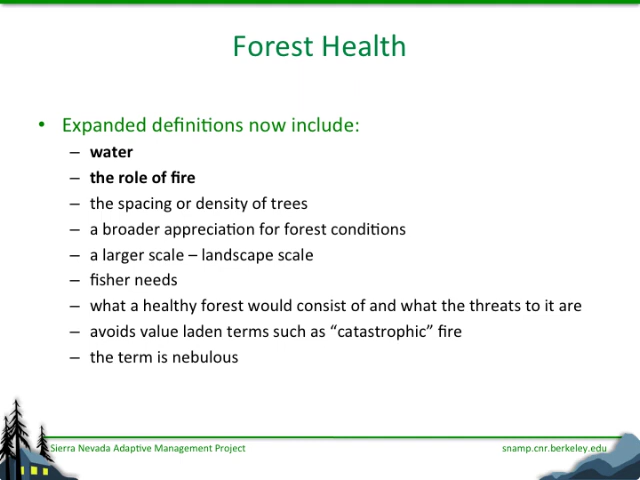 Forest Health
• Expanded definitions now include:
– water
– the role of fire
– the spacing or density of trees
– a broader appreciation for forest conditions
– a larger scale – landscape scale
– fisher needs
– what a healthy forest would consist of and what the threats to it are
– avoids value laden terms such as “catastrophic” fire
– the term is nebulous
Sierra Nevada Adaptive Management Project
snamp.cnr.berkeley.edu